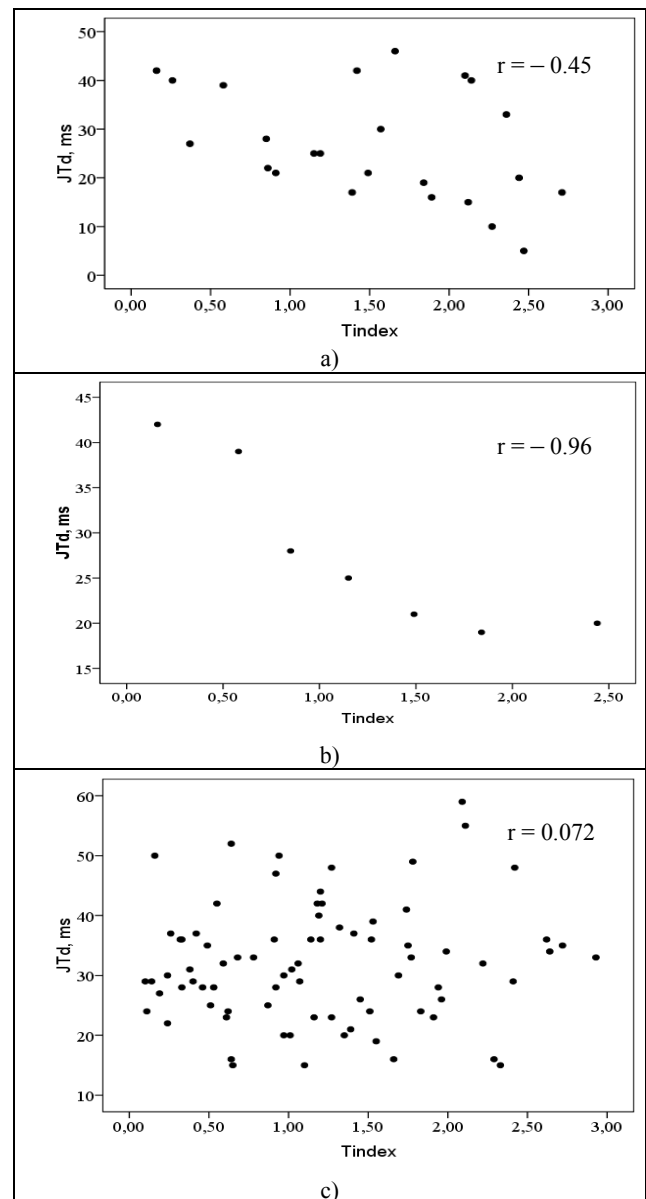 50
40
30
20
10
0
JTd, ms
r = – 0.45
0,00 0,50 1,00 1,50 2,00 2,50 3,00
Tindex
a)
45
40
35
30
25
20
15
JTd, ms
r = – 0.96
0,00 0,50 1,00 1,50 2,00 2,50
Tindex
b)
60
50
40
30
20
10
JTd, ms
r = 0.072
0,00 0,50 1,00 1,50 2,00 2,50 3,00
Tindex
c)